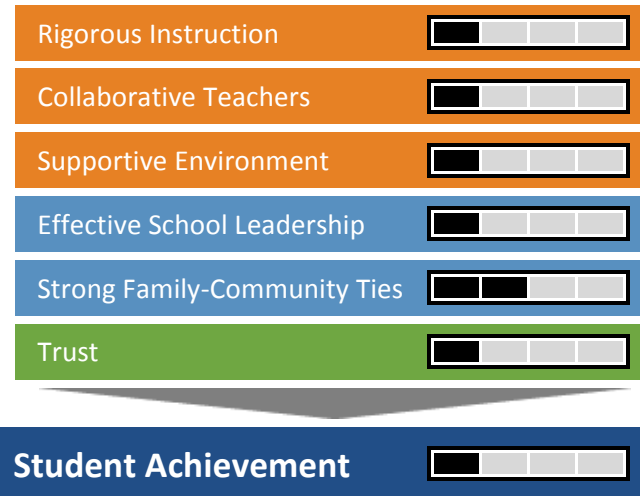 Rigorous Instruction
Collaborative Teachers
Supportive Environment
Effective School Leadership
Strong Family-Community Ties
Trust
Student Achievement